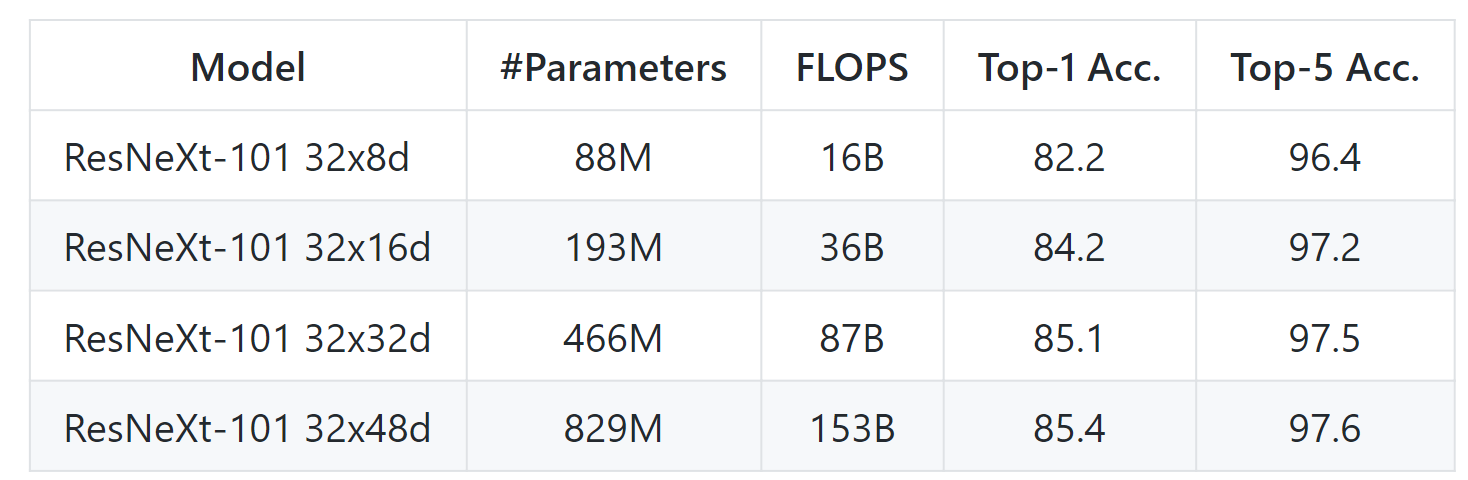 Model #Parameters FLOPS Top-1 Acc. Top-5 Acc.
ResNeXt-101 32x8d 88M 16B 82.2 96.4
ResNeXt-101 32x16d 193M 36B 84.2 97.2
ResNeXt-101 32x32d 466M 87B 85.1 97.5
ResNeXt-101 32x48d 829M 153B 85.4 97.6